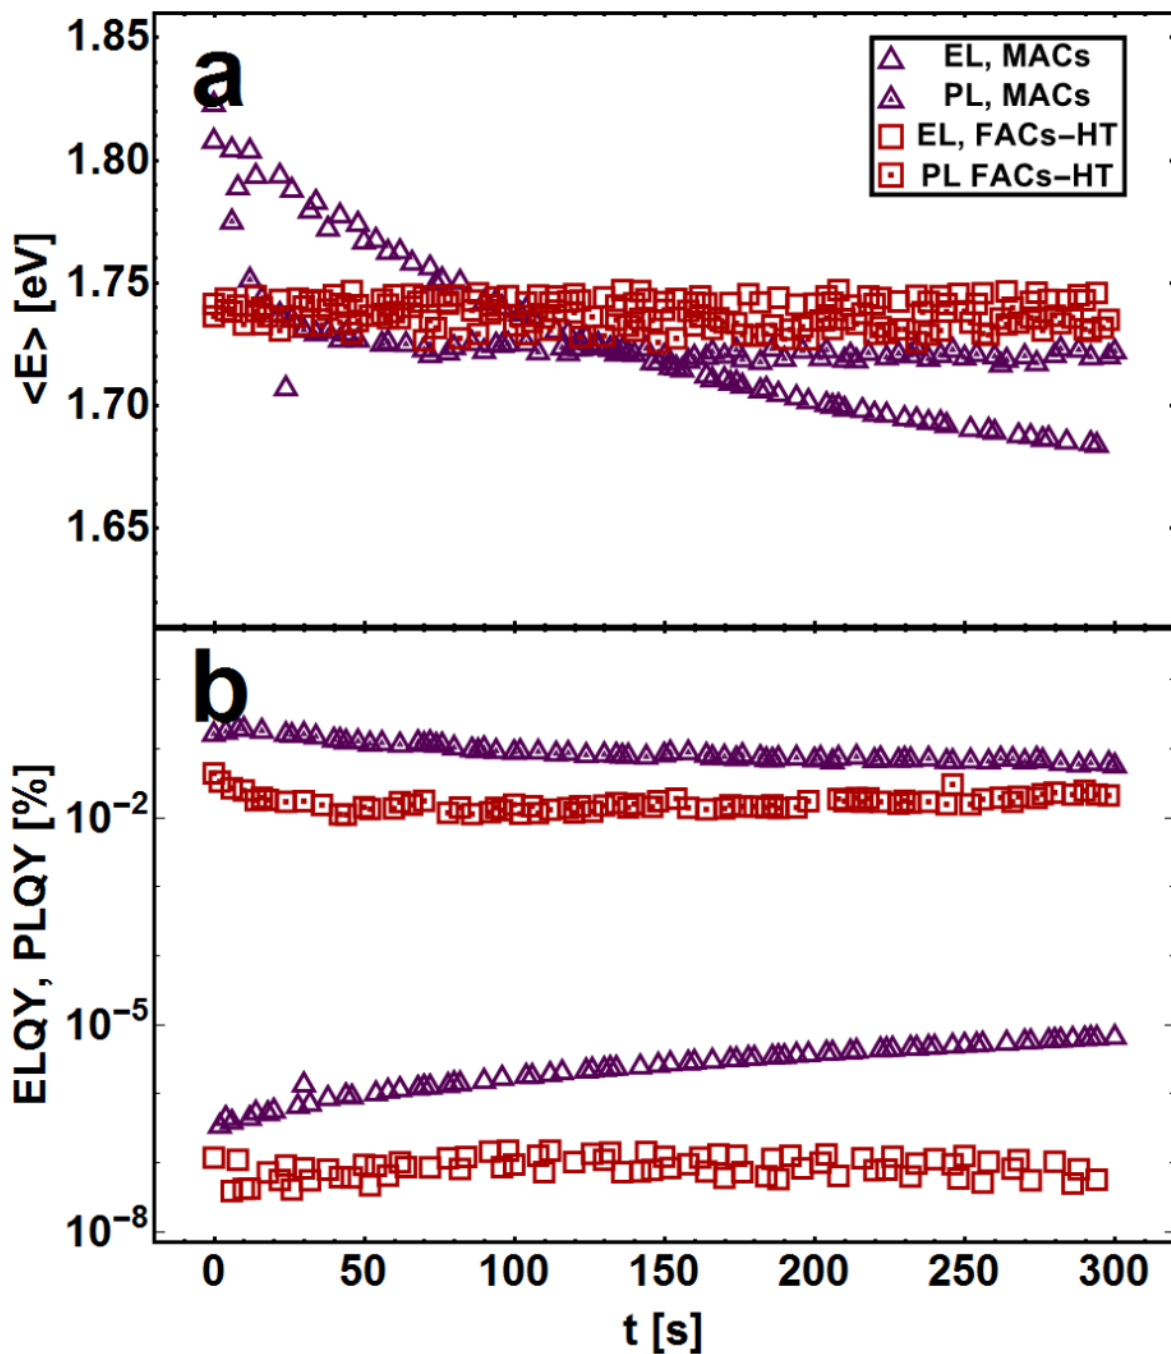 a
EL, MACs
PL, MACs
EL, FACs–HT
PL FACs–HT
<E> [eV]
1.85
1.80
1.75
1.70
1.65
b
ELQY, PLQY [%]
10⁻²
10⁻⁵
10⁻⁸
0 50 100 150 200 250 300
t [s]